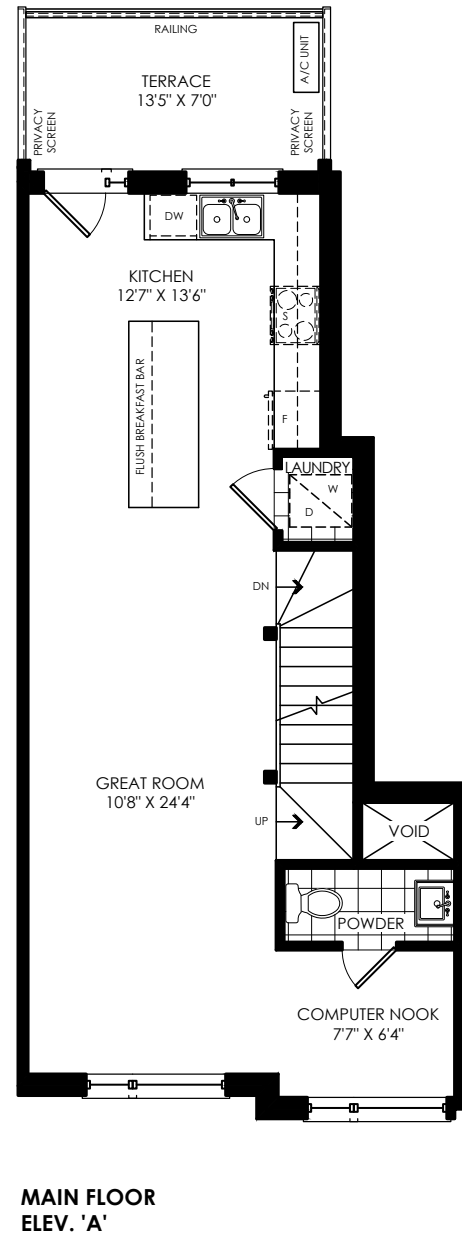 RAILING
A/C UNIT
TERRACE
13'5" X 7'0"
PRIVACY
SCREEN
PRIVACY
SCREEN
DW
KITCHEN
12'7" X 13'6"
S
FLUSH BREAKFAST BAR
F
LAUNDRY
W
D
DN
GREAT ROOM
10'8" X 24'4"
UP
VOID
POWDER
COMPUTER NOOK
7'7" X 6'4"
MAIN FLOOR
ELEV. 'A'